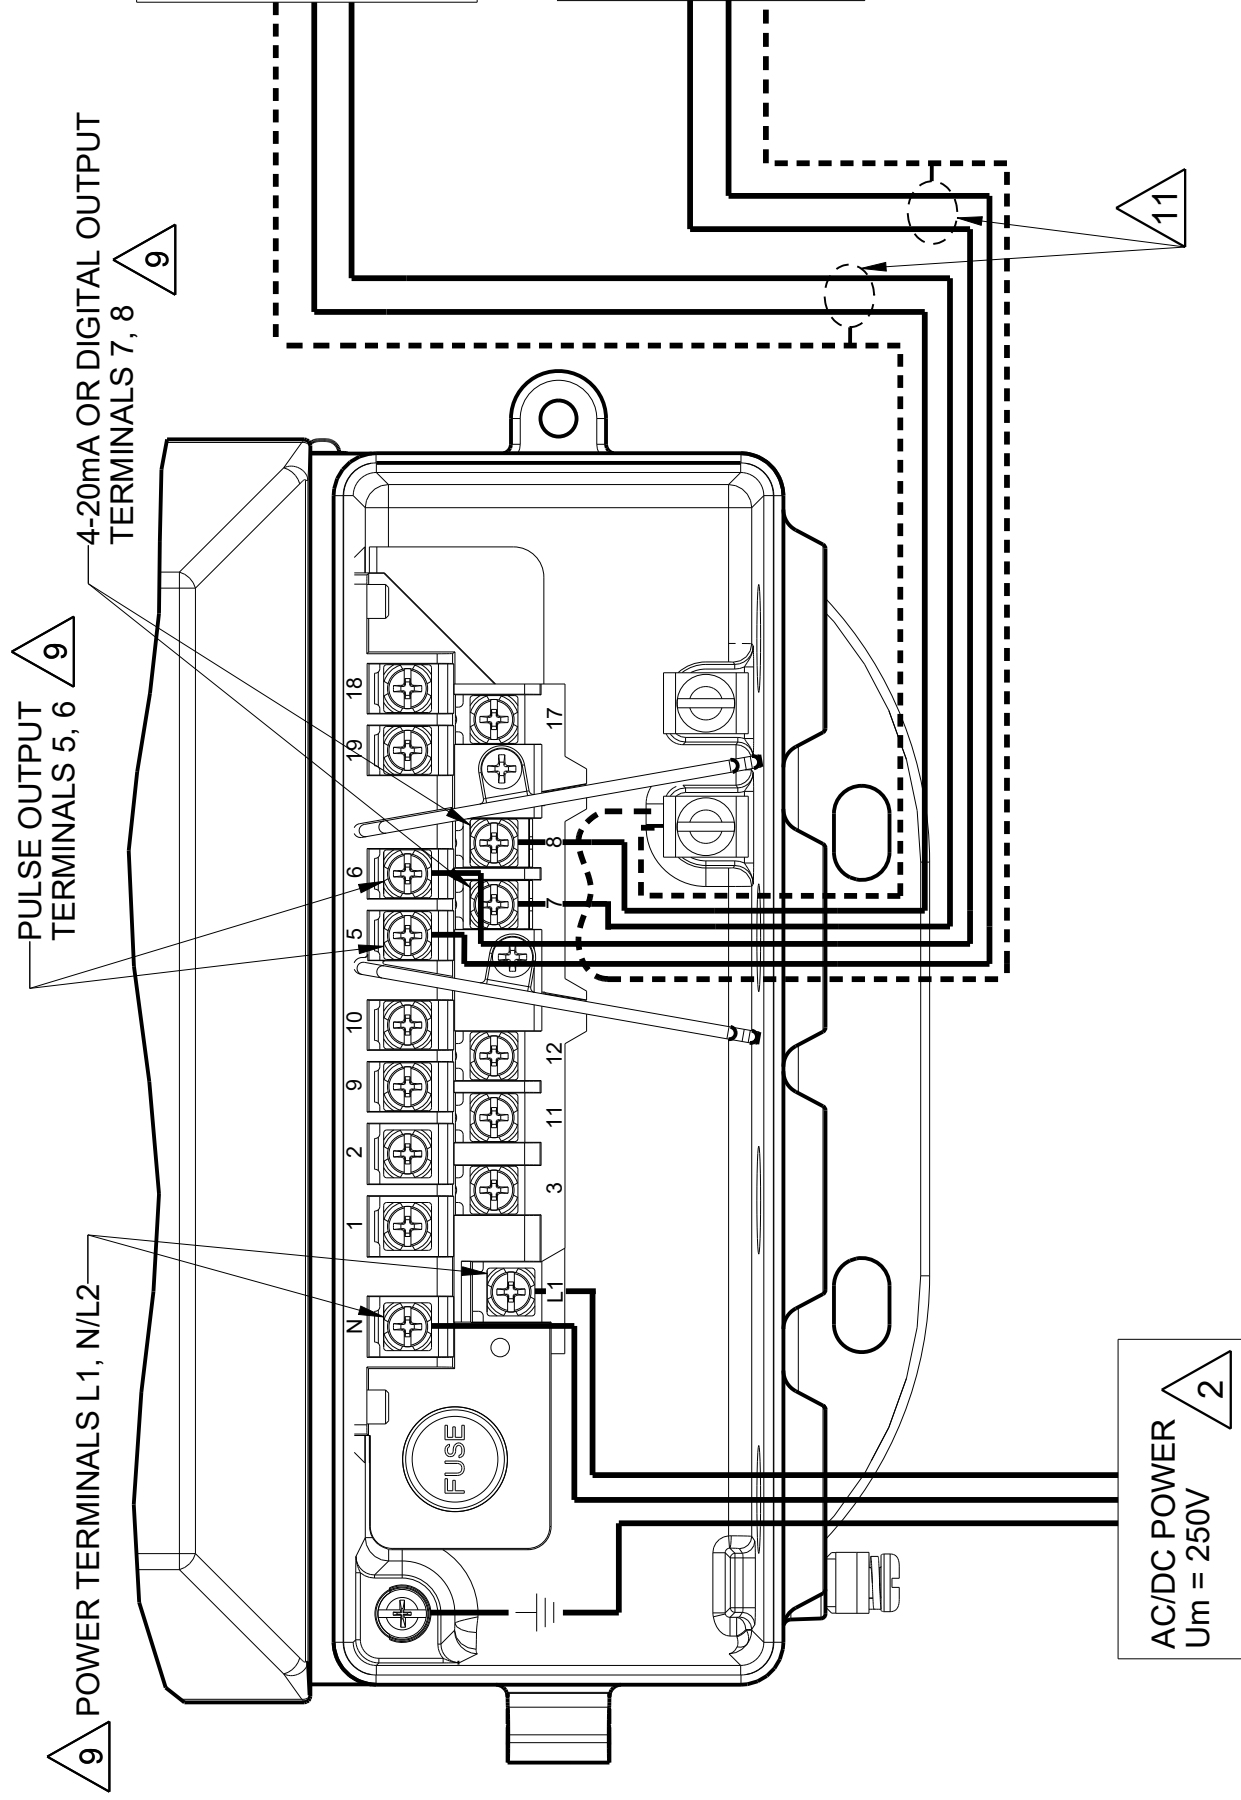 9
POWER TERMINALS L1, N/L2
PULSE OUTPUT
TERMINALS 5, 6
9
4-20mA OR DIGITAL OUTPUT
TERMINALS 7, 8
9
N
1
2
9
10
5
6
19
18
FUSE
L1
3
11
12
7
8
17
AC/DC POWER
Um = 250V
2
11